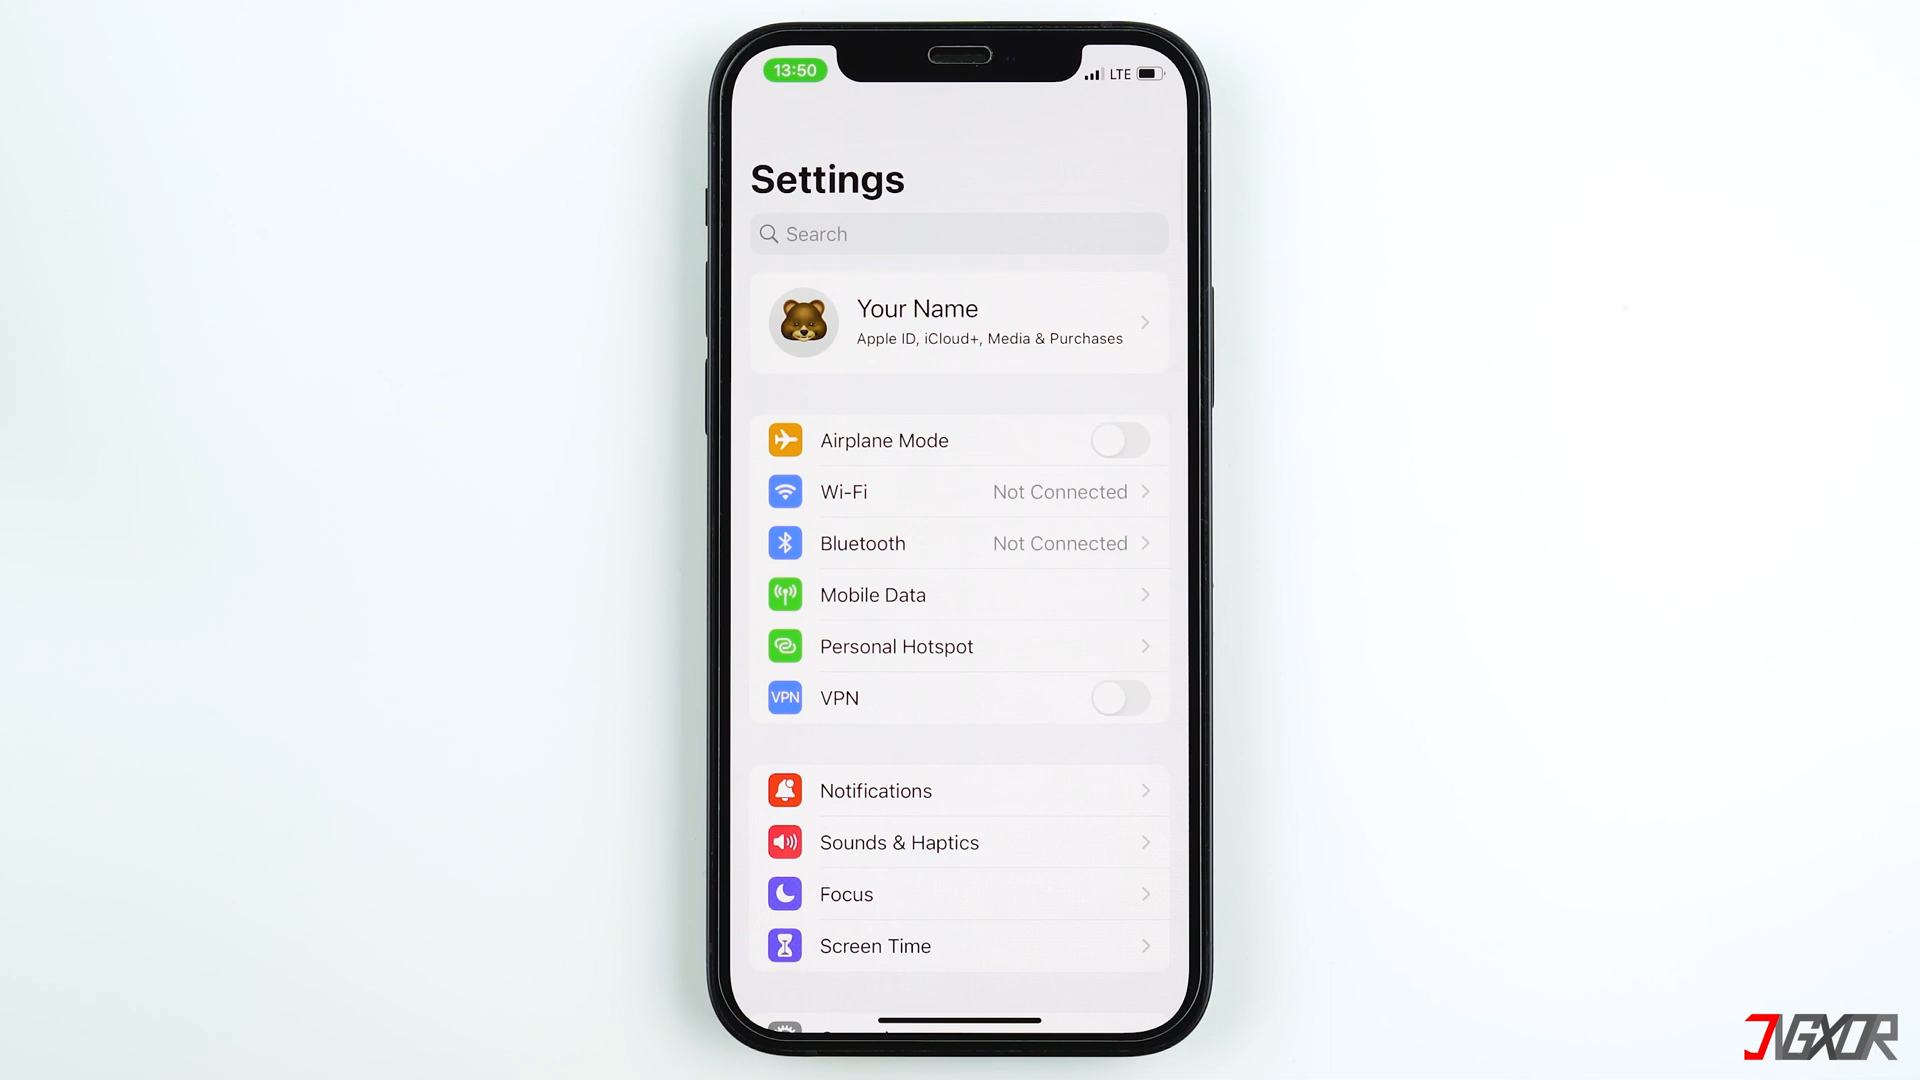 13:50
LTE
Settings
Search
Your Name
Apple ID, iCloud+, Media & Purchases
Airplane Mode
Wi-Fi Not Connected
Bluetooth Not Connected
Mobile Data
Personal Hotspot
VPN VPN
Notifications
Sounds & Haptics
Focus
Screen Time
JVGXOR